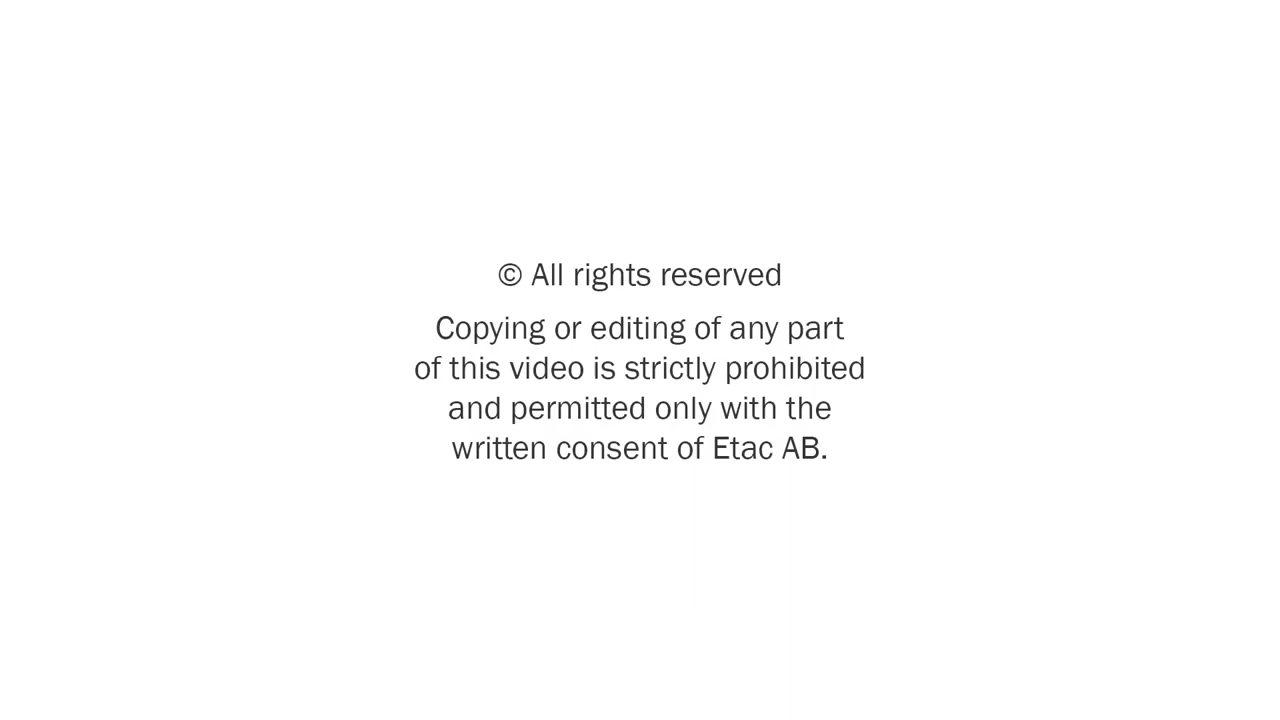 © All rights reserved
Copying or editing of any part
of this video is strictly prohibited
and permitted only with the
written consent of Etac AB.